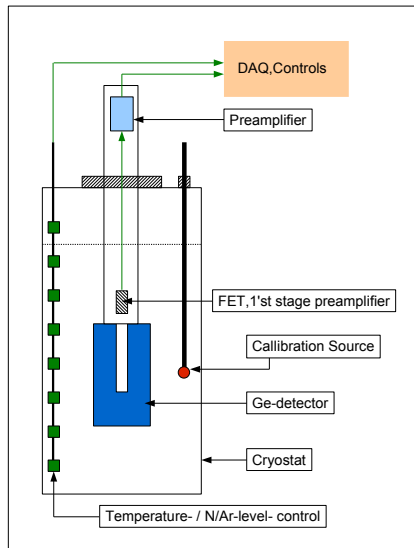 DAQ,Controls
Preamplifier
FET,1'st stage preamplifier
Callibration Source
Ge-detector
Cryostat
Temperature- / N/Ar-level- control